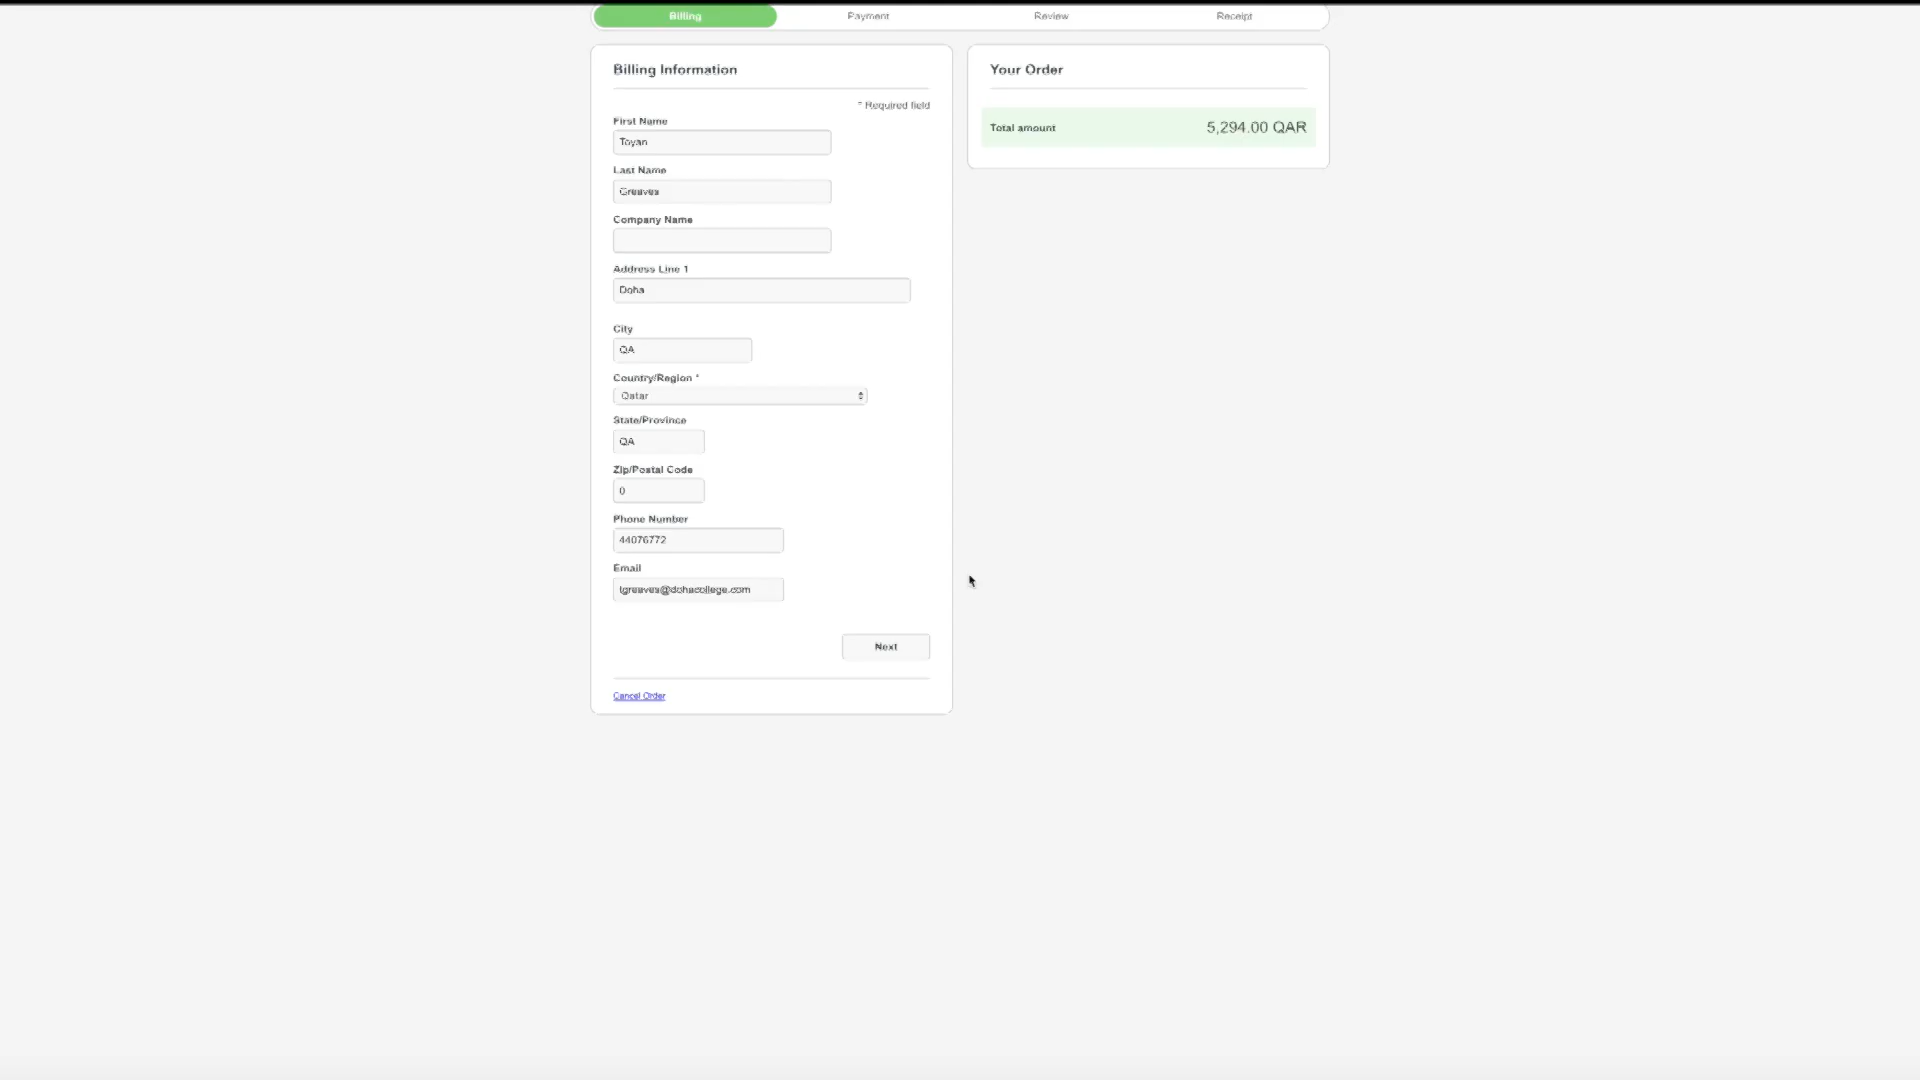 Billing Payment Review Receipt
Billing Information
* Required field
First Name
Toyan
Last Name
Greaves
Company Name
Address Line 1
Doha
City
QA
Country/Region *
Qatar
State/Province
QA
Zip/Postal Code
0
Phone Number
44076772
Email
tgreaves@dohacollege.com
Next
Cancel Order
Your Order
Total amount 5,294.00 QAR